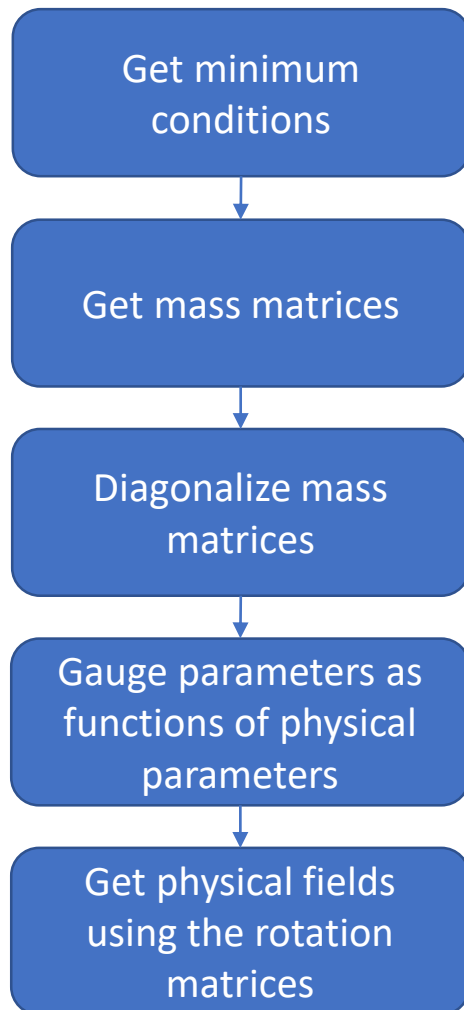 Get minimum
conditions
Get mass matrices
Diagonalize mass
matrices
Gauge parameters as
functions of physical
parameters
Get physical fields
using the rotation
matrices